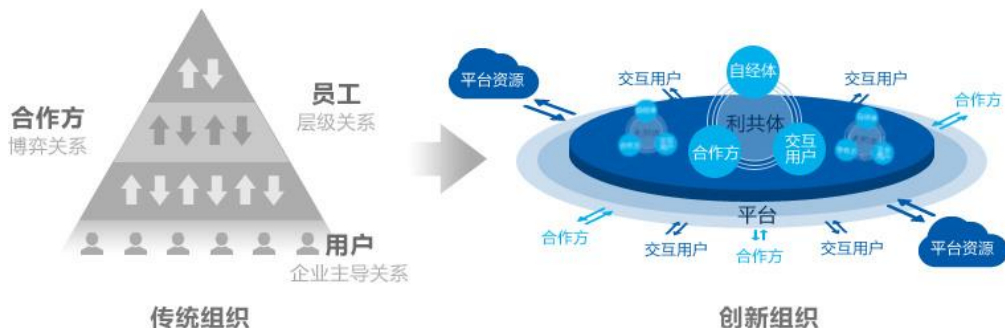 合作方
博弈关系
员工
层级关系
用户
企业主导关系
传统组织
平台资源
交互用户
自经体
交互用户
合作方
利共体
合作方
交互
用户
平台
合作方
交互用户
合作方
交互用户
平台资源
创新组织